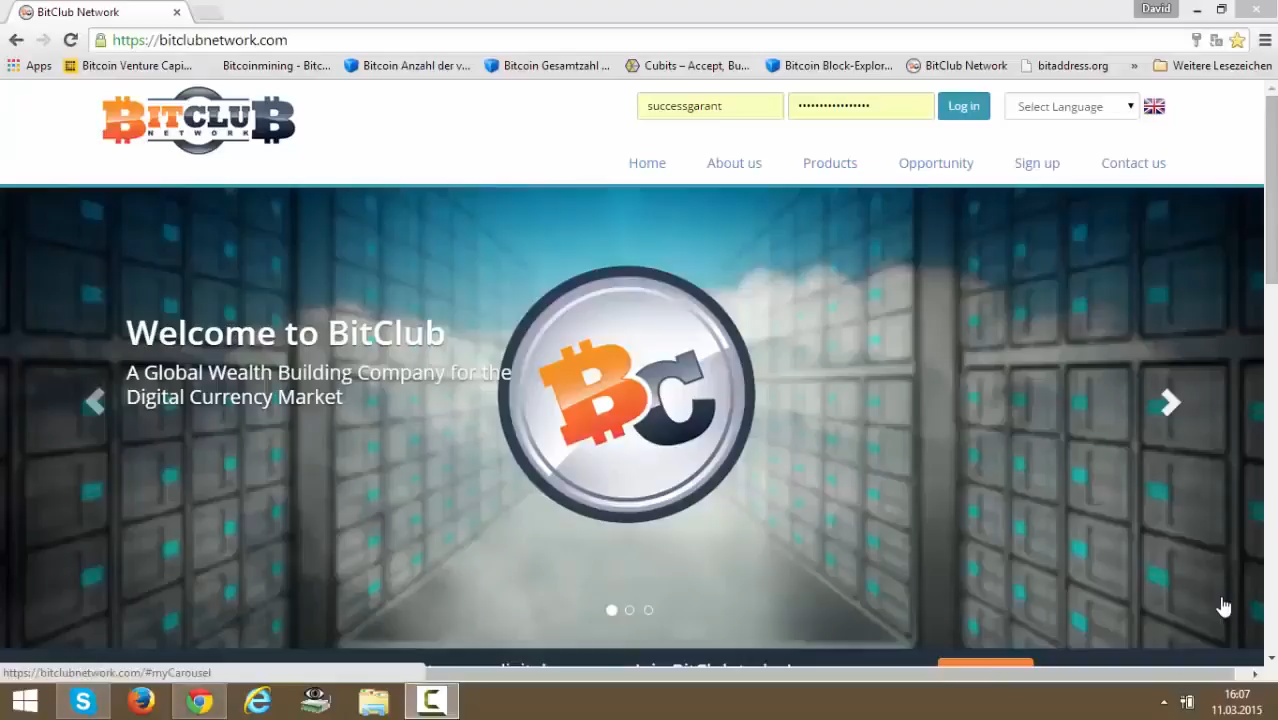 BitClub Network
David
https://bitclubnetwork.com
Apps
Bitcoin Venture Capi...
Bitcoinmining - Bitc...
Bitcoin Anzahl der v...
Bitcoin Gesamtzahl ...
Cubits – Accept, Bu...
Bitcoin Block-Explor...
BitClub Network
bitaddress.org
»
Weitere Lesezeichen
BITCLUB
NETWORK
successgarant
•••••••••••••••••
Log in
Select Language
Home
About us
Products
Opportunity
Sign up
Contact us
Welcome to BitClub
A Global Wealth Building Company for the
Digital Currency Market
BC
https://bitclubnetwork.com/#myCarousel
16:07
11.03.2015